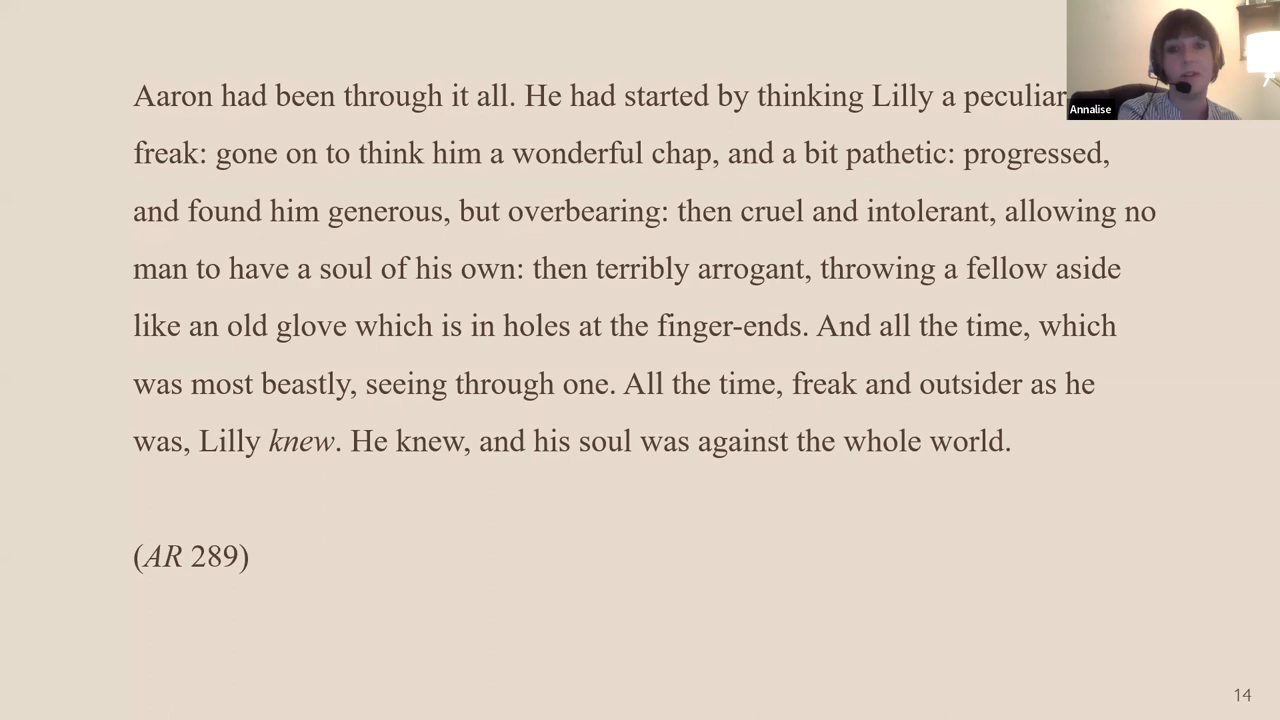 Aaron had been through it all. He had started by thinking Lilly a peculiar
Annalise
freak: gone on to think him a wonderful chap, and a bit pathetic: progressed,
and found him generous, but overbearing: then cruel and intolerant, allowing no
man to have a soul of his own: then terribly arrogant, throwing a fellow aside
like an old glove which is in holes at the finger-ends. And all the time, which
was most beastly, seeing through one. All the time, freak and outsider as he
was, Lilly knew. He knew, and his soul was against the whole world.
(AR 289)
14